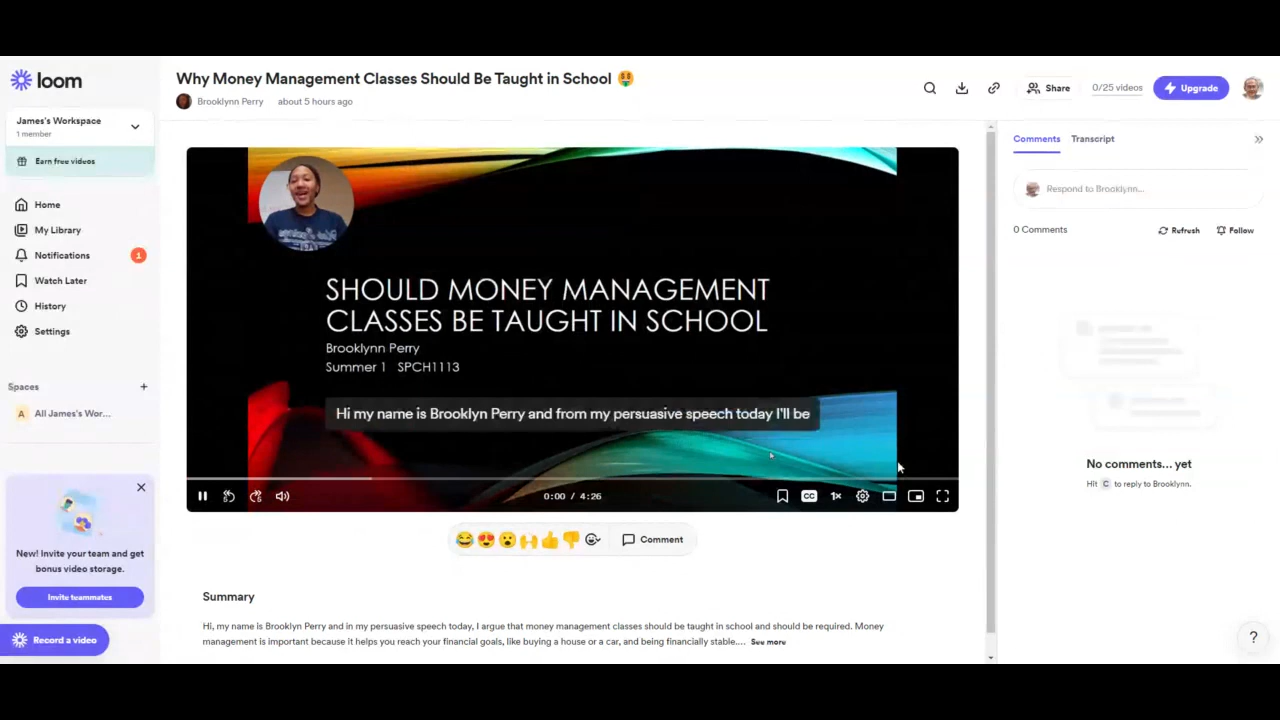 loom
James's Workspace
1 member
Earn free videos
Home
My Library
Notifications
1
Watch Later
History
Settings
Spaces
+
A
All James's Wor...
New! Invite your team and get
bonus video storage.
Invite teammates
Record a video
Why Money Management Classes Should Be Taught in School
Brooklynn Perry
about 5 hours ago
Share
0/25 videos
Upgrade
SHOULD MONEY MANAGEMENT
CLASSES BE TAUGHT IN SCHOOL
Brooklynn Perry
Summer 1 SPCH1113
Hi my name is Brooklyn Perry and from my persuasive speech today I'll be
0:00 / 4:26
CC
1×
Comment
Summary
Hi, my name is Brooklyn Perry and in my persuasive speech today, I argue that money management classes should be taught in school and should be required. Money
management is important because it helps you reach your financial goals, like buying a house or a car, and being financially stable.... See more
Comments
Transcript
Respond to Brooklynn...
0 Comments
Refresh
Follow
No comments... yet
Hit C to reply to Brooklynn.
?